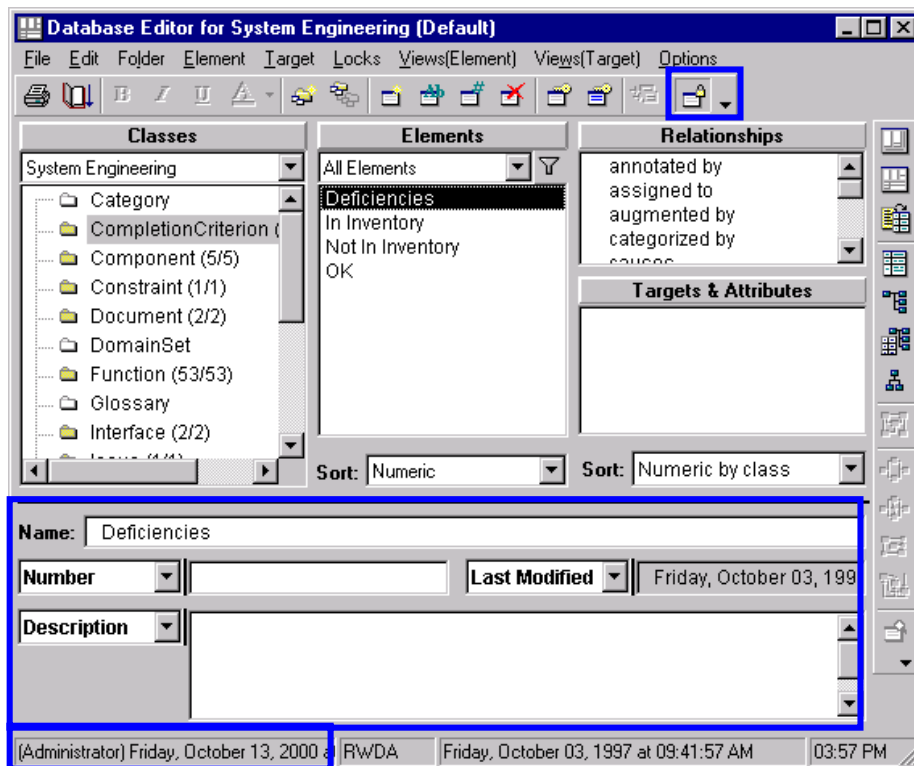 Database Editor for System Engineering (Default)
File Edit Folder Element Target Locks Views(Element) Views(Target) Options
B I U A
Classes
System Engineering
Category
CompletionCriterion (
Component (5/5)
Constraint (1/1)
Document (2/2)
DomainSet
Function (53/53)
Glossary
Interface (2/2)
Elements
All Elements
Deficiencies
In Inventory
Not In Inventory
OK
Sort: Numeric
Relationships
annotated by
assigned to
augmented by
categorized by
causes
Targets & Attributes
Sort: Numeric by class
Name: Deficiencies
Number
Last Modified Friday, October 03, 199
Description
(Administrator) Friday, October 13, 2000 a RWDA Friday, October 03, 1997 at 09:41:57 AM 03:57 PM